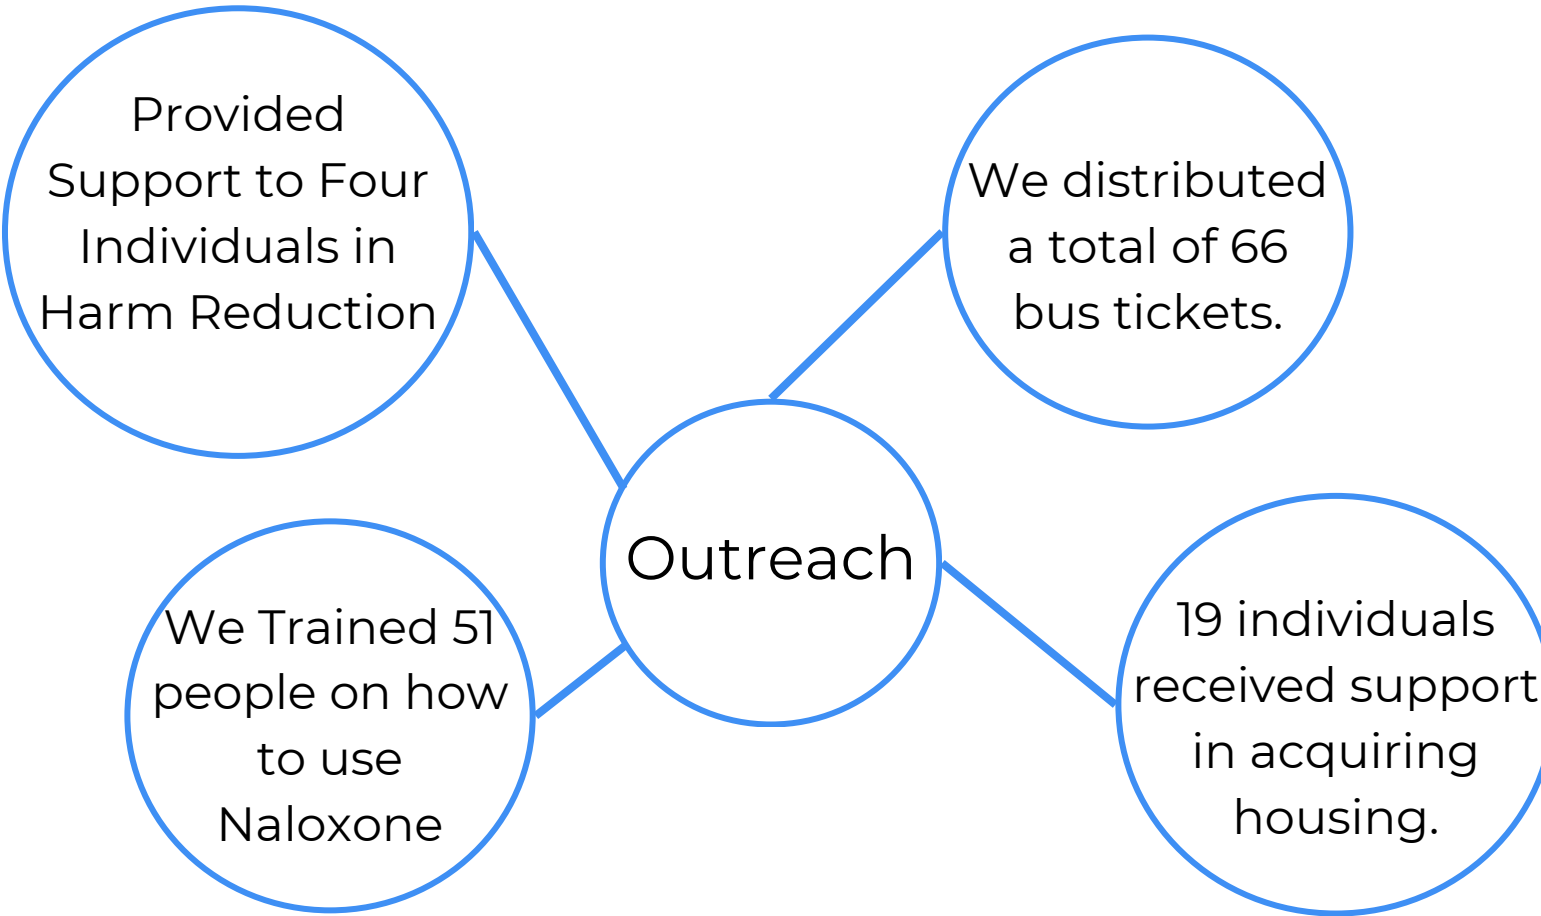 Provided
Support to Four
Individuals in
Harm Reduction
We distributed
a total of 66
bus tickets.
Outreach
We Trained 51
people on how
to use
Naloxone
19 individuals
received support
in acquiring
housing.